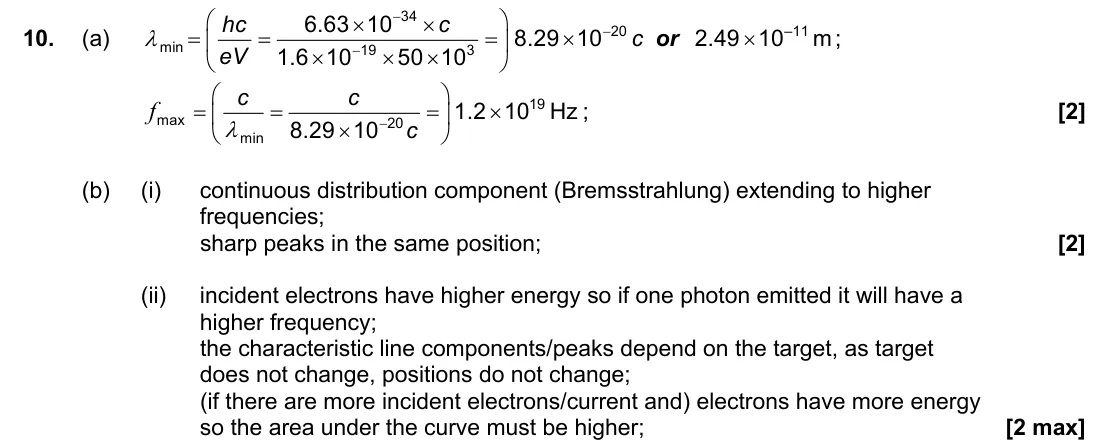 10. (a) λmin = (hc/eV = 6.63×10⁻³⁴ × c / 1.6×10⁻¹⁹ × 50×10³ =) 8.29×10⁻²⁰ c or 2.49×10⁻¹¹ m;
fmax = (c/λmin = c / 8.29×10⁻²⁰ c =) 1.2×10¹⁹ Hz; [2]
(b) (i) continuous distribution component (Bremsstrahlung) extending to higher
frequencies;
sharp peaks in the same position; [2]
(ii) incident electrons have higher energy so if one photon emitted it will have a
higher frequency;
the characteristic line components/peaks depend on the target, as target
does not change, positions do not change;
(if there are more incident electrons/current and) electrons have more energy
so the area under the curve must be higher; [2 max]